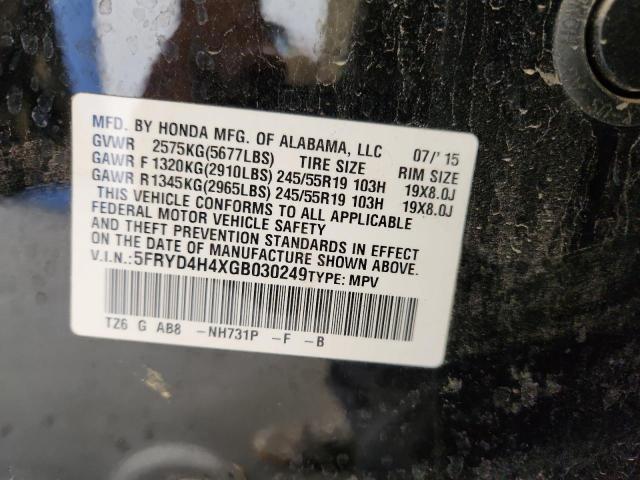 MFD. BY HONDA MFG. OF ALABAMA, LLC 07/'15
GVWR 2575KG(5677LBS) TIRE SIZE RIM SIZE
GAWR F 1320KG(2910LBS) 245/55R19 103H 19X8.0J
GAWR R1345KG(2965LBS) 245/55R19 103H 19X8.0J
THIS VEHICLE CONFORMS TO ALL APPLICABLE
FEDERAL MOTOR VEHICLE SAFETY
AND THEFT PREVENTION STANDARDS IN EFFECT
ON THE DATE OF MANUFACTURE SHOWN ABOVE.
V.I.N.:5FRYD4H4XGB030249TYPE: MPV
TZ6 G AB8 -NH731P -F -B